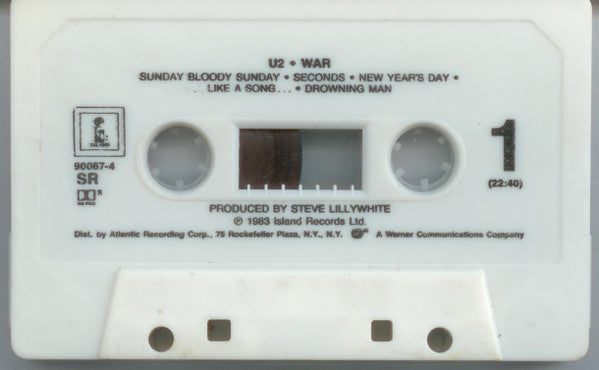 U2 • WAR
SUNDAY BLOODY SUNDAY • SECONDS • NEW YEAR'S DAY •
LIKE A SONG... • DROWNING MAN
ISLAND
90067-4
SR
1
(22:40)
PRODUCED BY STEVE LILLYWHITE
℗ 1983 Island Records Ltd.
Dist. by Atlantic Recording Corp., 75 Rockefeller Plaza, N.Y., N.Y. A Warner Communications Company